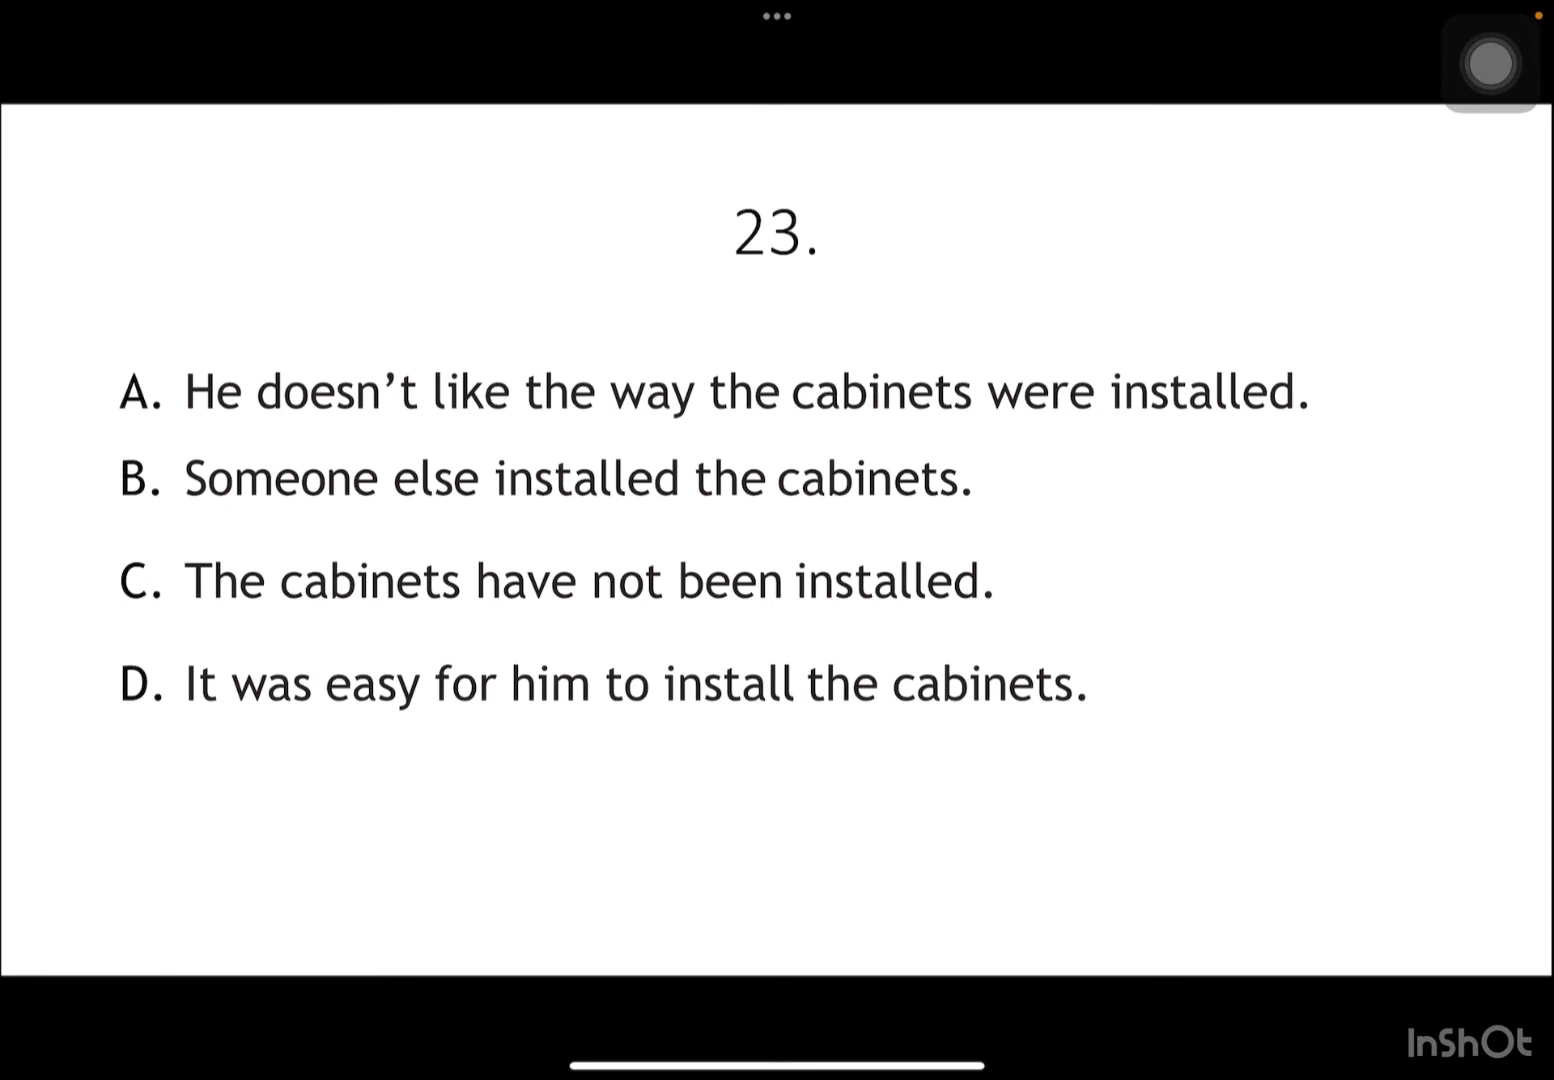 23.
A. He doesn’t like the way the cabinets were installed.
B. Someone else installed the cabinets.
C. The cabinets have not been installed.
D. It was easy for him to install the cabinets.
InShOt